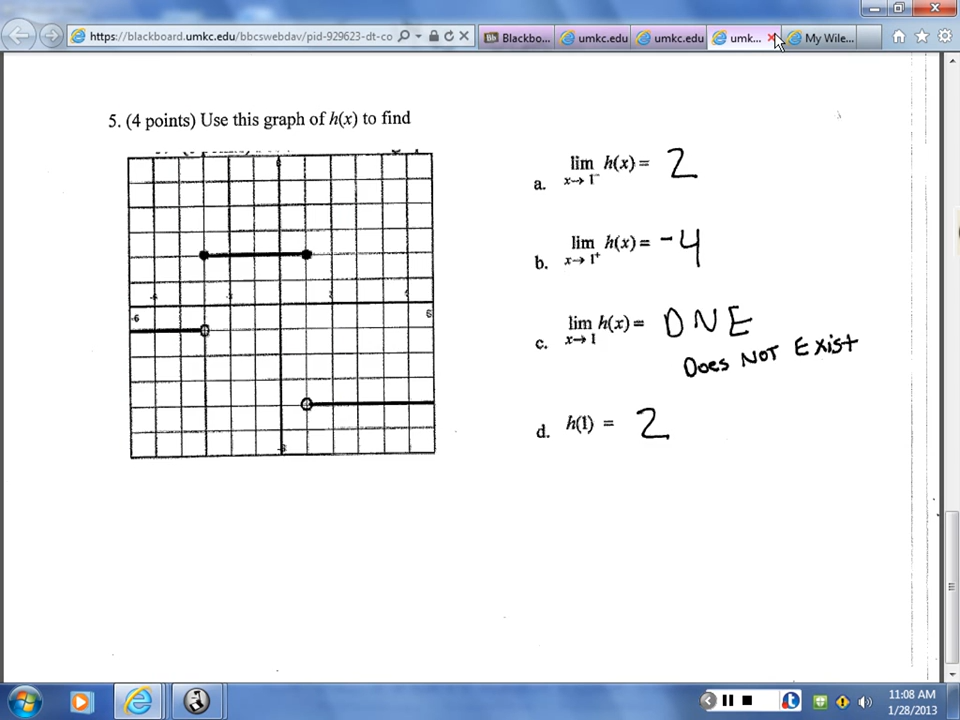 https://blackboard.umkc.edu/bbcswebdav/pid-929623-dt-co
Blackbo...
umkc.edu
umkc.edu
umk...
My Wile...
5. (4 points) Use this graph of h(x) to find
a. lim x→1⁻ h(x) = 2
b. lim x→1⁺ h(x) = -4
c. lim x→1 h(x) = DNE
Does Not Exist
d. h(1) = 2
-6
6
11:08 AM
1/28/2013